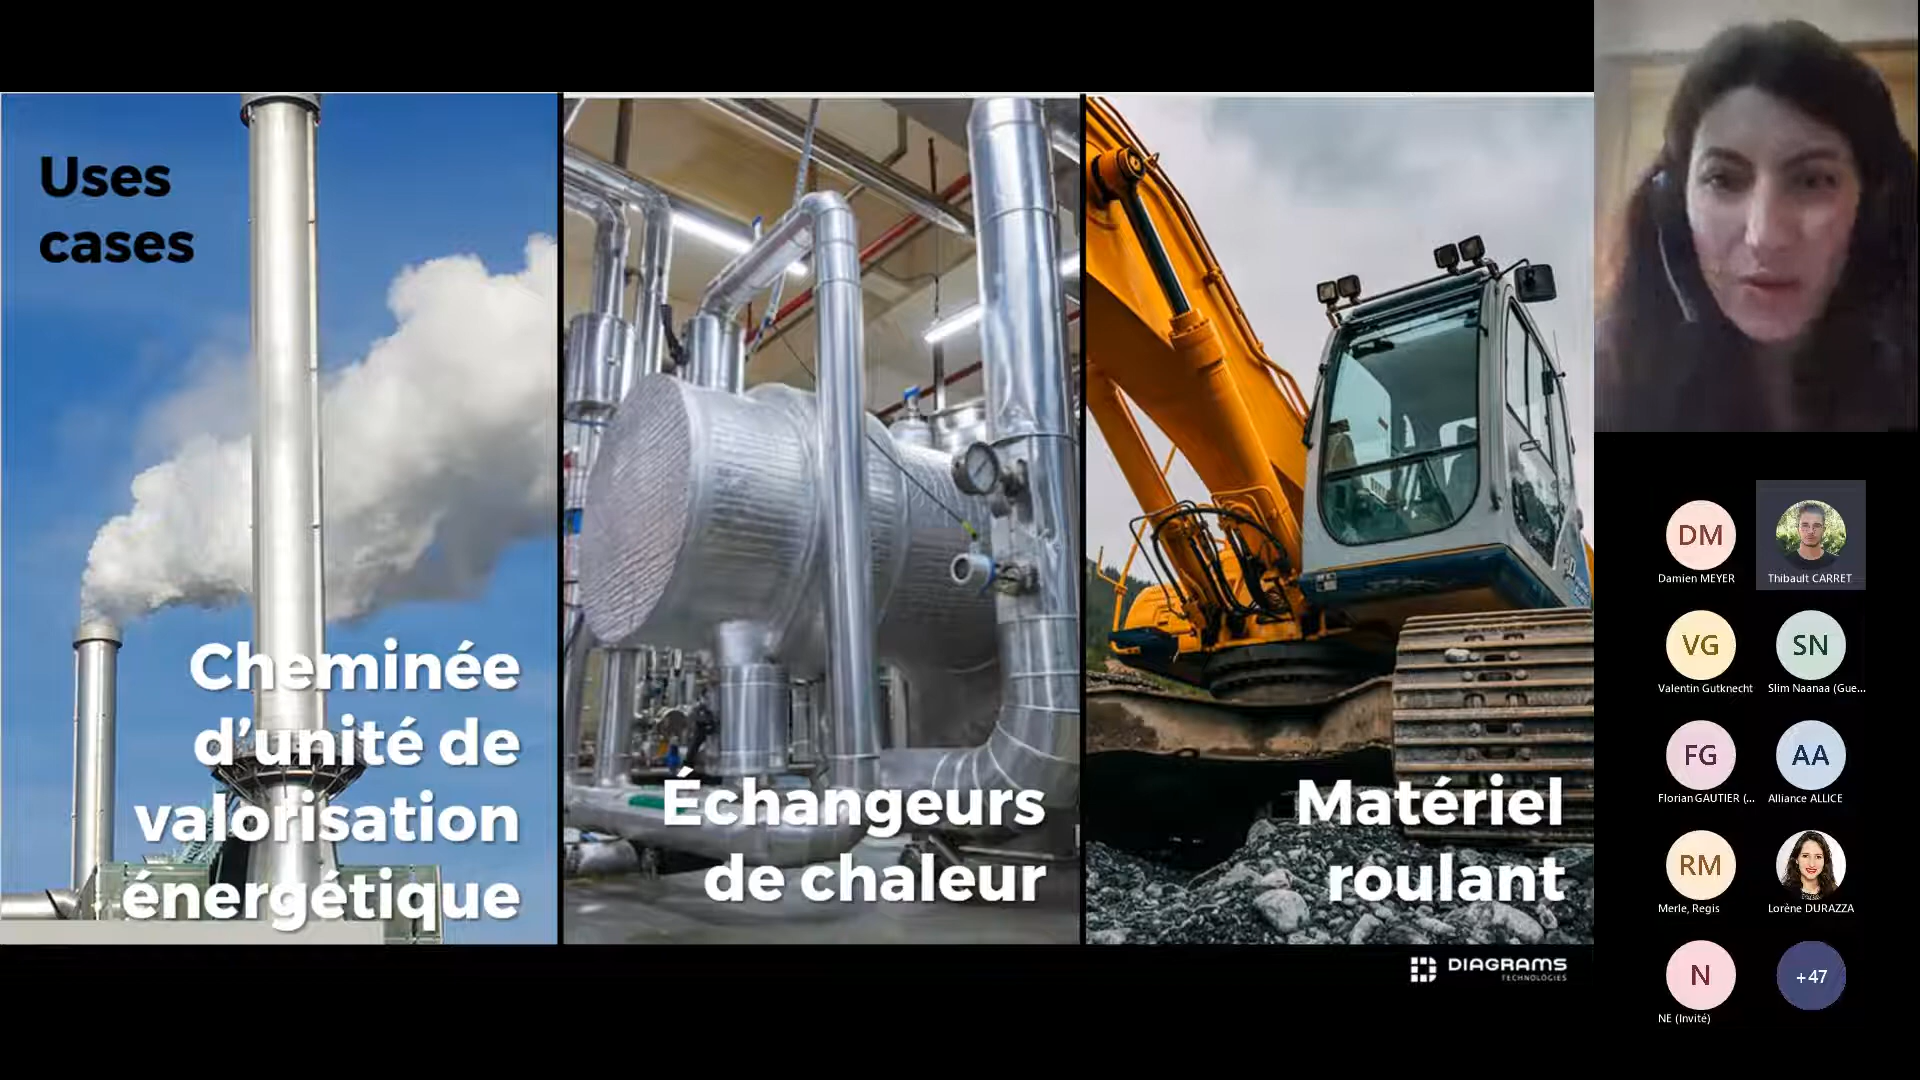 Uses
cases
Cheminée
d’unité de
valorisation
énergétique
Échangeurs
de chaleur
Matériel
roulant
DIAGRAMS
TECHNOLOGIES
DM
Damien MEYER
Thibault CARRET
VG
Valentin Gutknecht
SN
Slim Naanaa (Gue...
FG
Florian GAUTIER (...
AA
Alliance ALLICE
RM
Merle, Regis
Lorène DURAZZA
N
NE (Invité)
+47